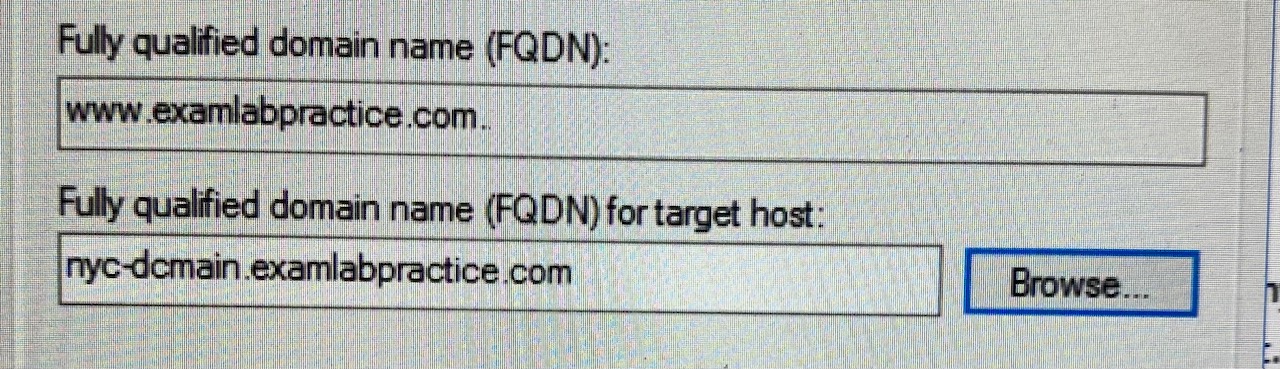 Fully qualified domain name (FQDN):
www.examlabpractice.com..
Fully qualified domain name (FQDN) for target host:
nyc-dcmain.examlabpractice.com
Browse...